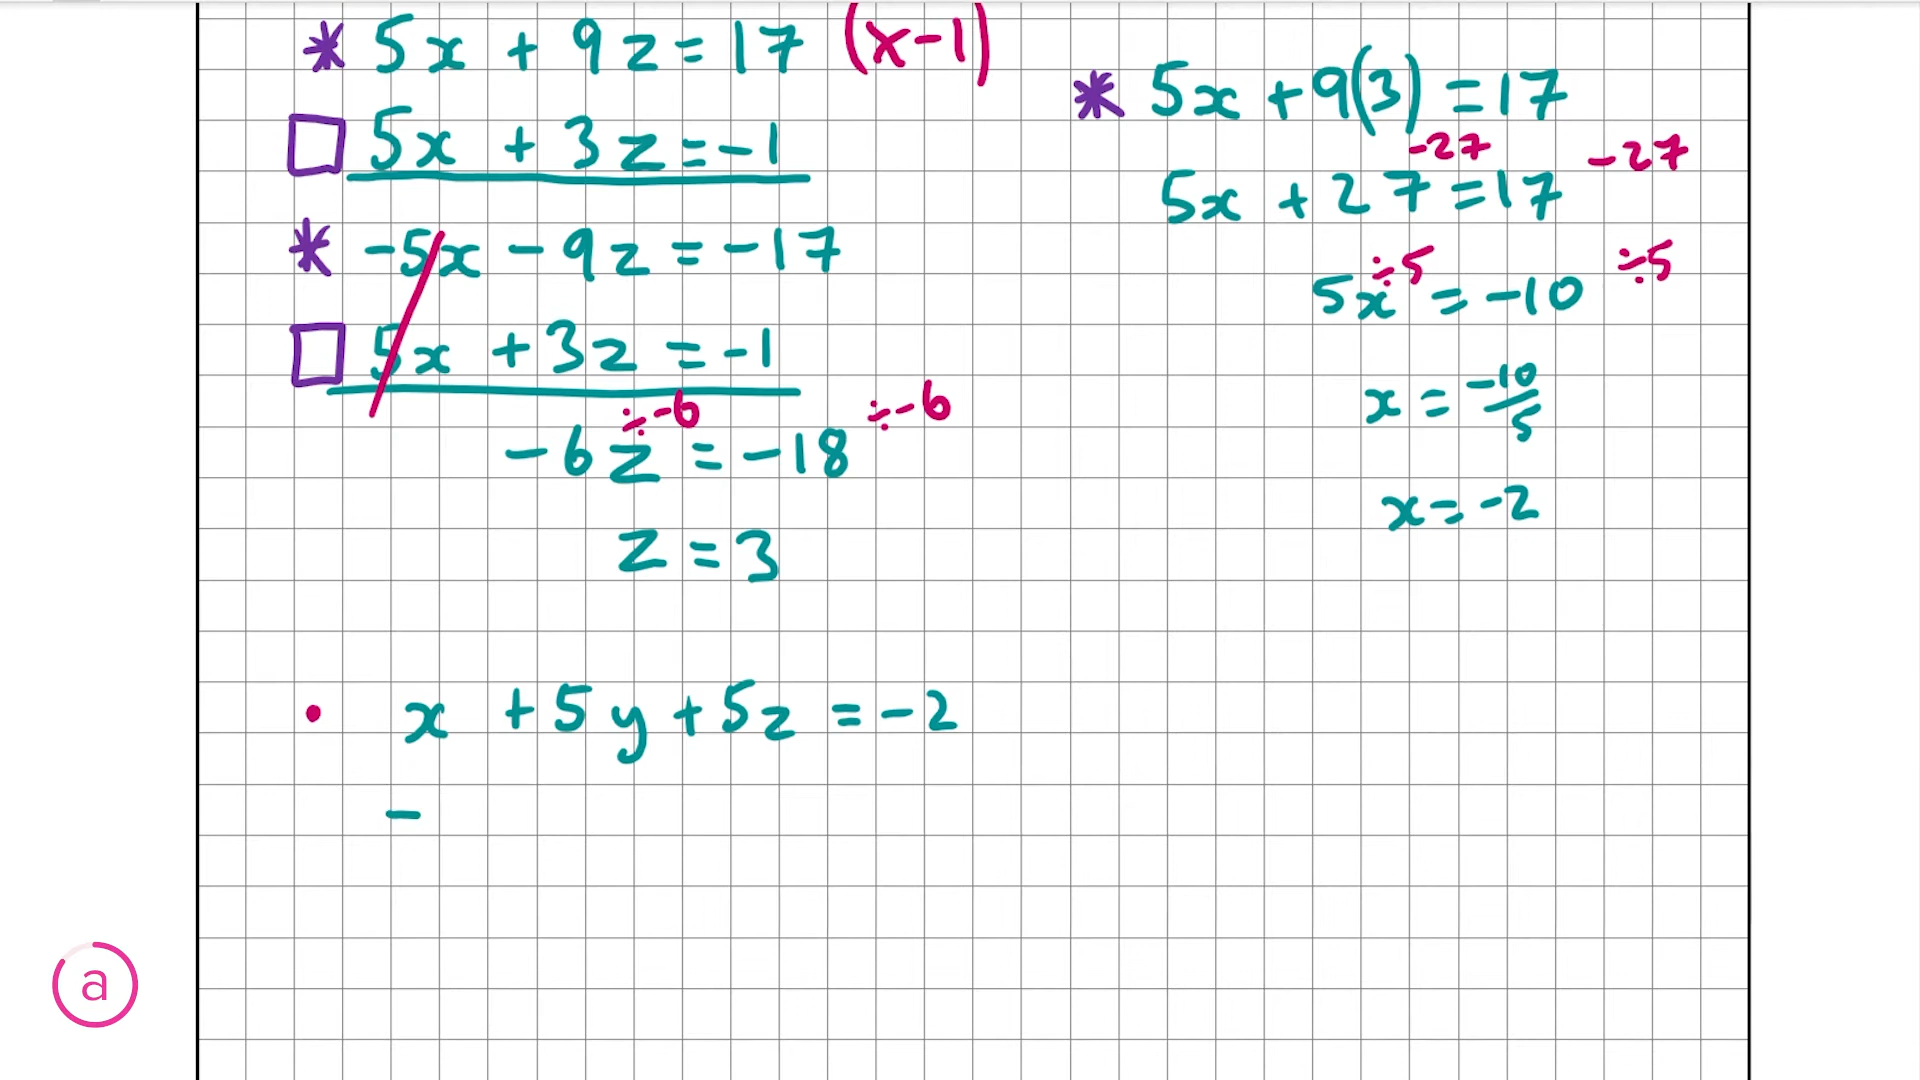 * 5x + 9z = 17 (x-1)
□ 5x + 3z = -1
* -5x - 9z = -17
□ 5x + 3z = -1
÷-6 ÷-6
-6z = -18
z = 3
• x + 5y + 5z = -2
-
* 5x + 9(3) = 17
-27 -27
5x + 27 = 17
÷5 ÷5
5x = -10
x = -10/5
x = -2
a